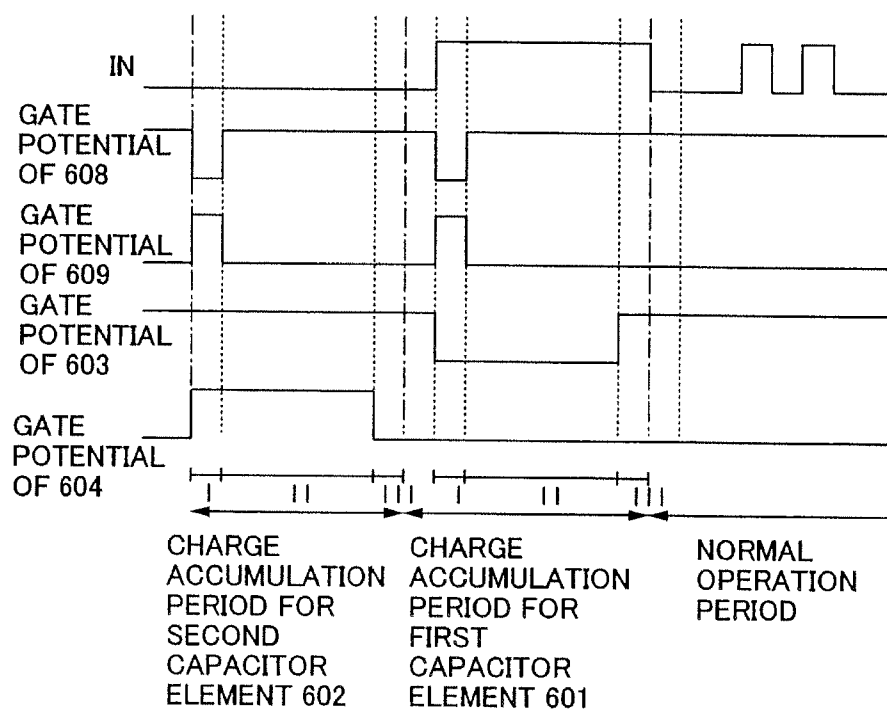 IN
GATE
POTENTIAL
OF 608
GATE
POTENTIAL
OF 609
GATE
POTENTIAL
OF 603
GATE
POTENTIAL
OF 604
I II III I II III
CHARGE
ACCUMULATION
PERIOD FOR
SECOND
CAPACITOR
ELEMENT 602
CHARGE
ACCUMULATION
PERIOD FOR
FIRST
CAPACITOR
ELEMENT 601
NORMAL
OPERATION
PERIOD